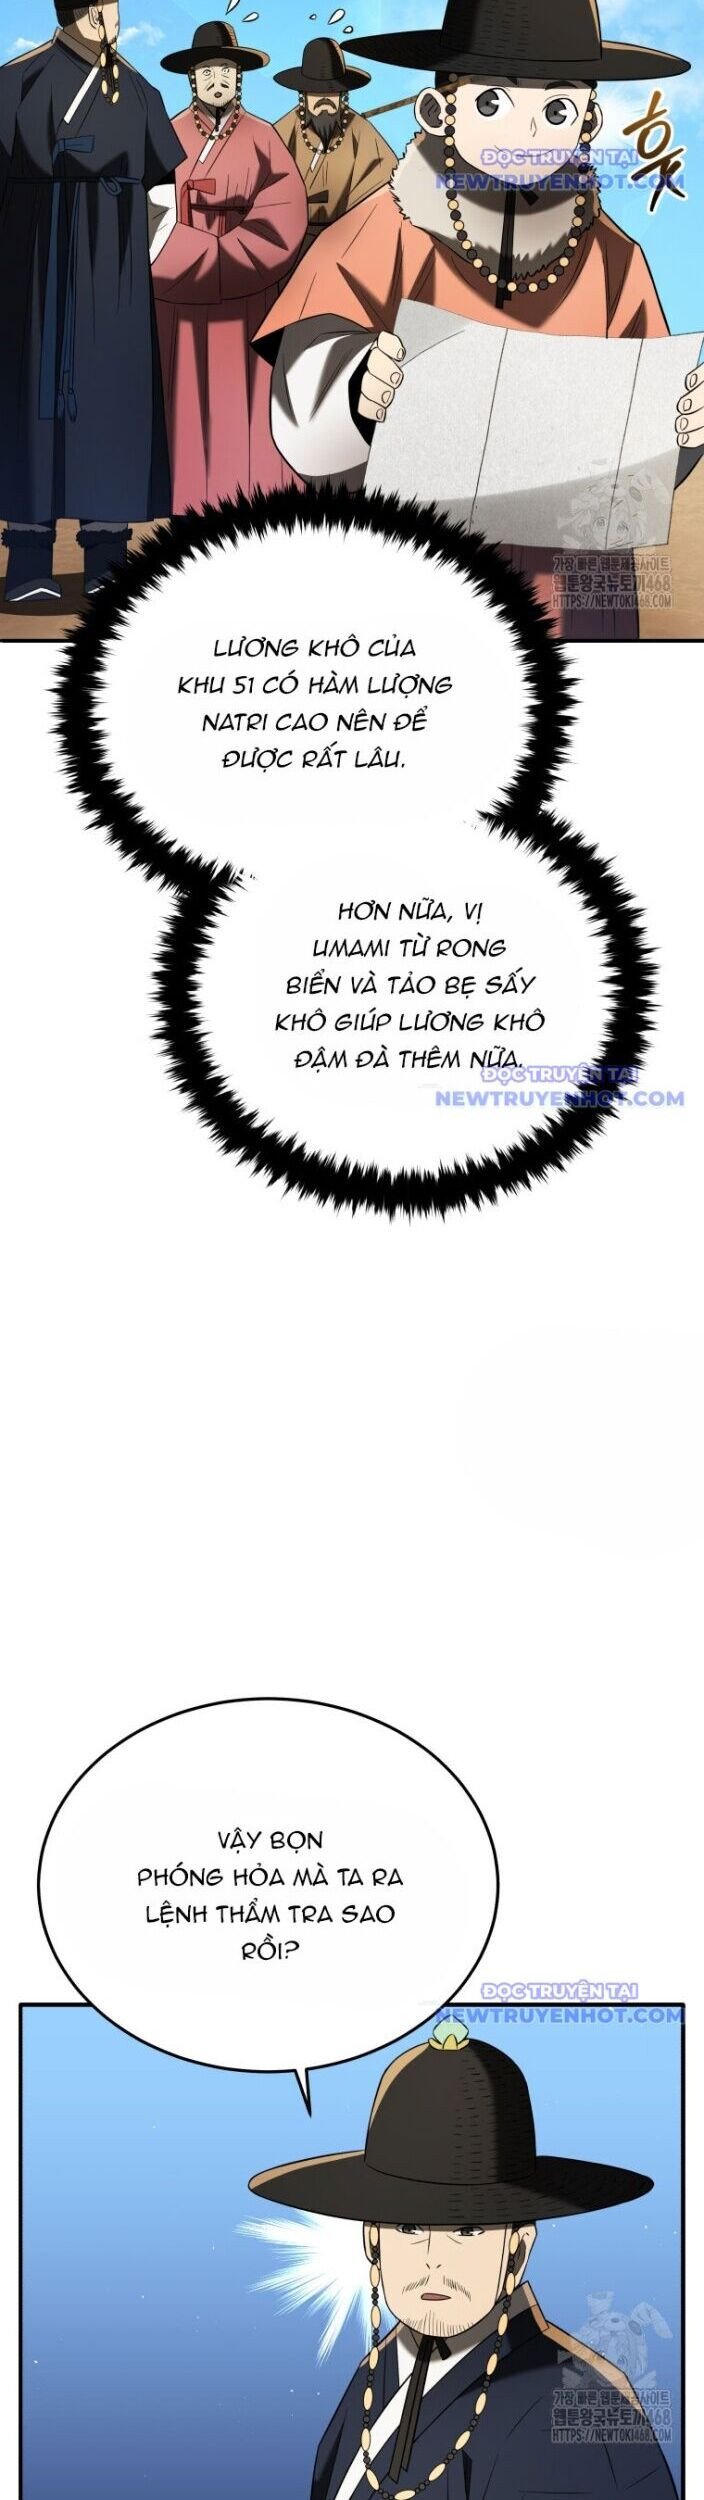 휙
ĐỌC TRUYỆN TẠI
NEWTRUYENHOT.COM
가장 빠른 웹툰제공사이트
웹툰왕국뉴토끼468
HTTPS://NEWTOKI468.COM
LƯƠNG KHÔ CỦA
KHU 51 CÓ HÀM LƯỢNG
NATRI CAO NÊN ĐỂ
ĐƯỢC RẤT LÂU.
HƠN NỮA, VỊ
UMAMI TỪ RONG
BIỂN VÀ TẢO BẸ SẤY
KHÔ GIÚP LƯƠNG KHÔ
ĐẬM ĐÀ THÊM NỮA.
ĐỌC TRUYỆN TẠI
NEWTRUYENHOT.COM
VẬY BỌN
PHÓNG HỎA MÀ TA RA
LỆNH THẨM TRA SAO
RỒI?
ĐỌC TRUYỆN TẠI
NEWTRUYENHOT.COM
가장 빠른 웹툰제공사이트
웹툰왕국뉴토끼468
HTTPS://NEWTOKI468.COM